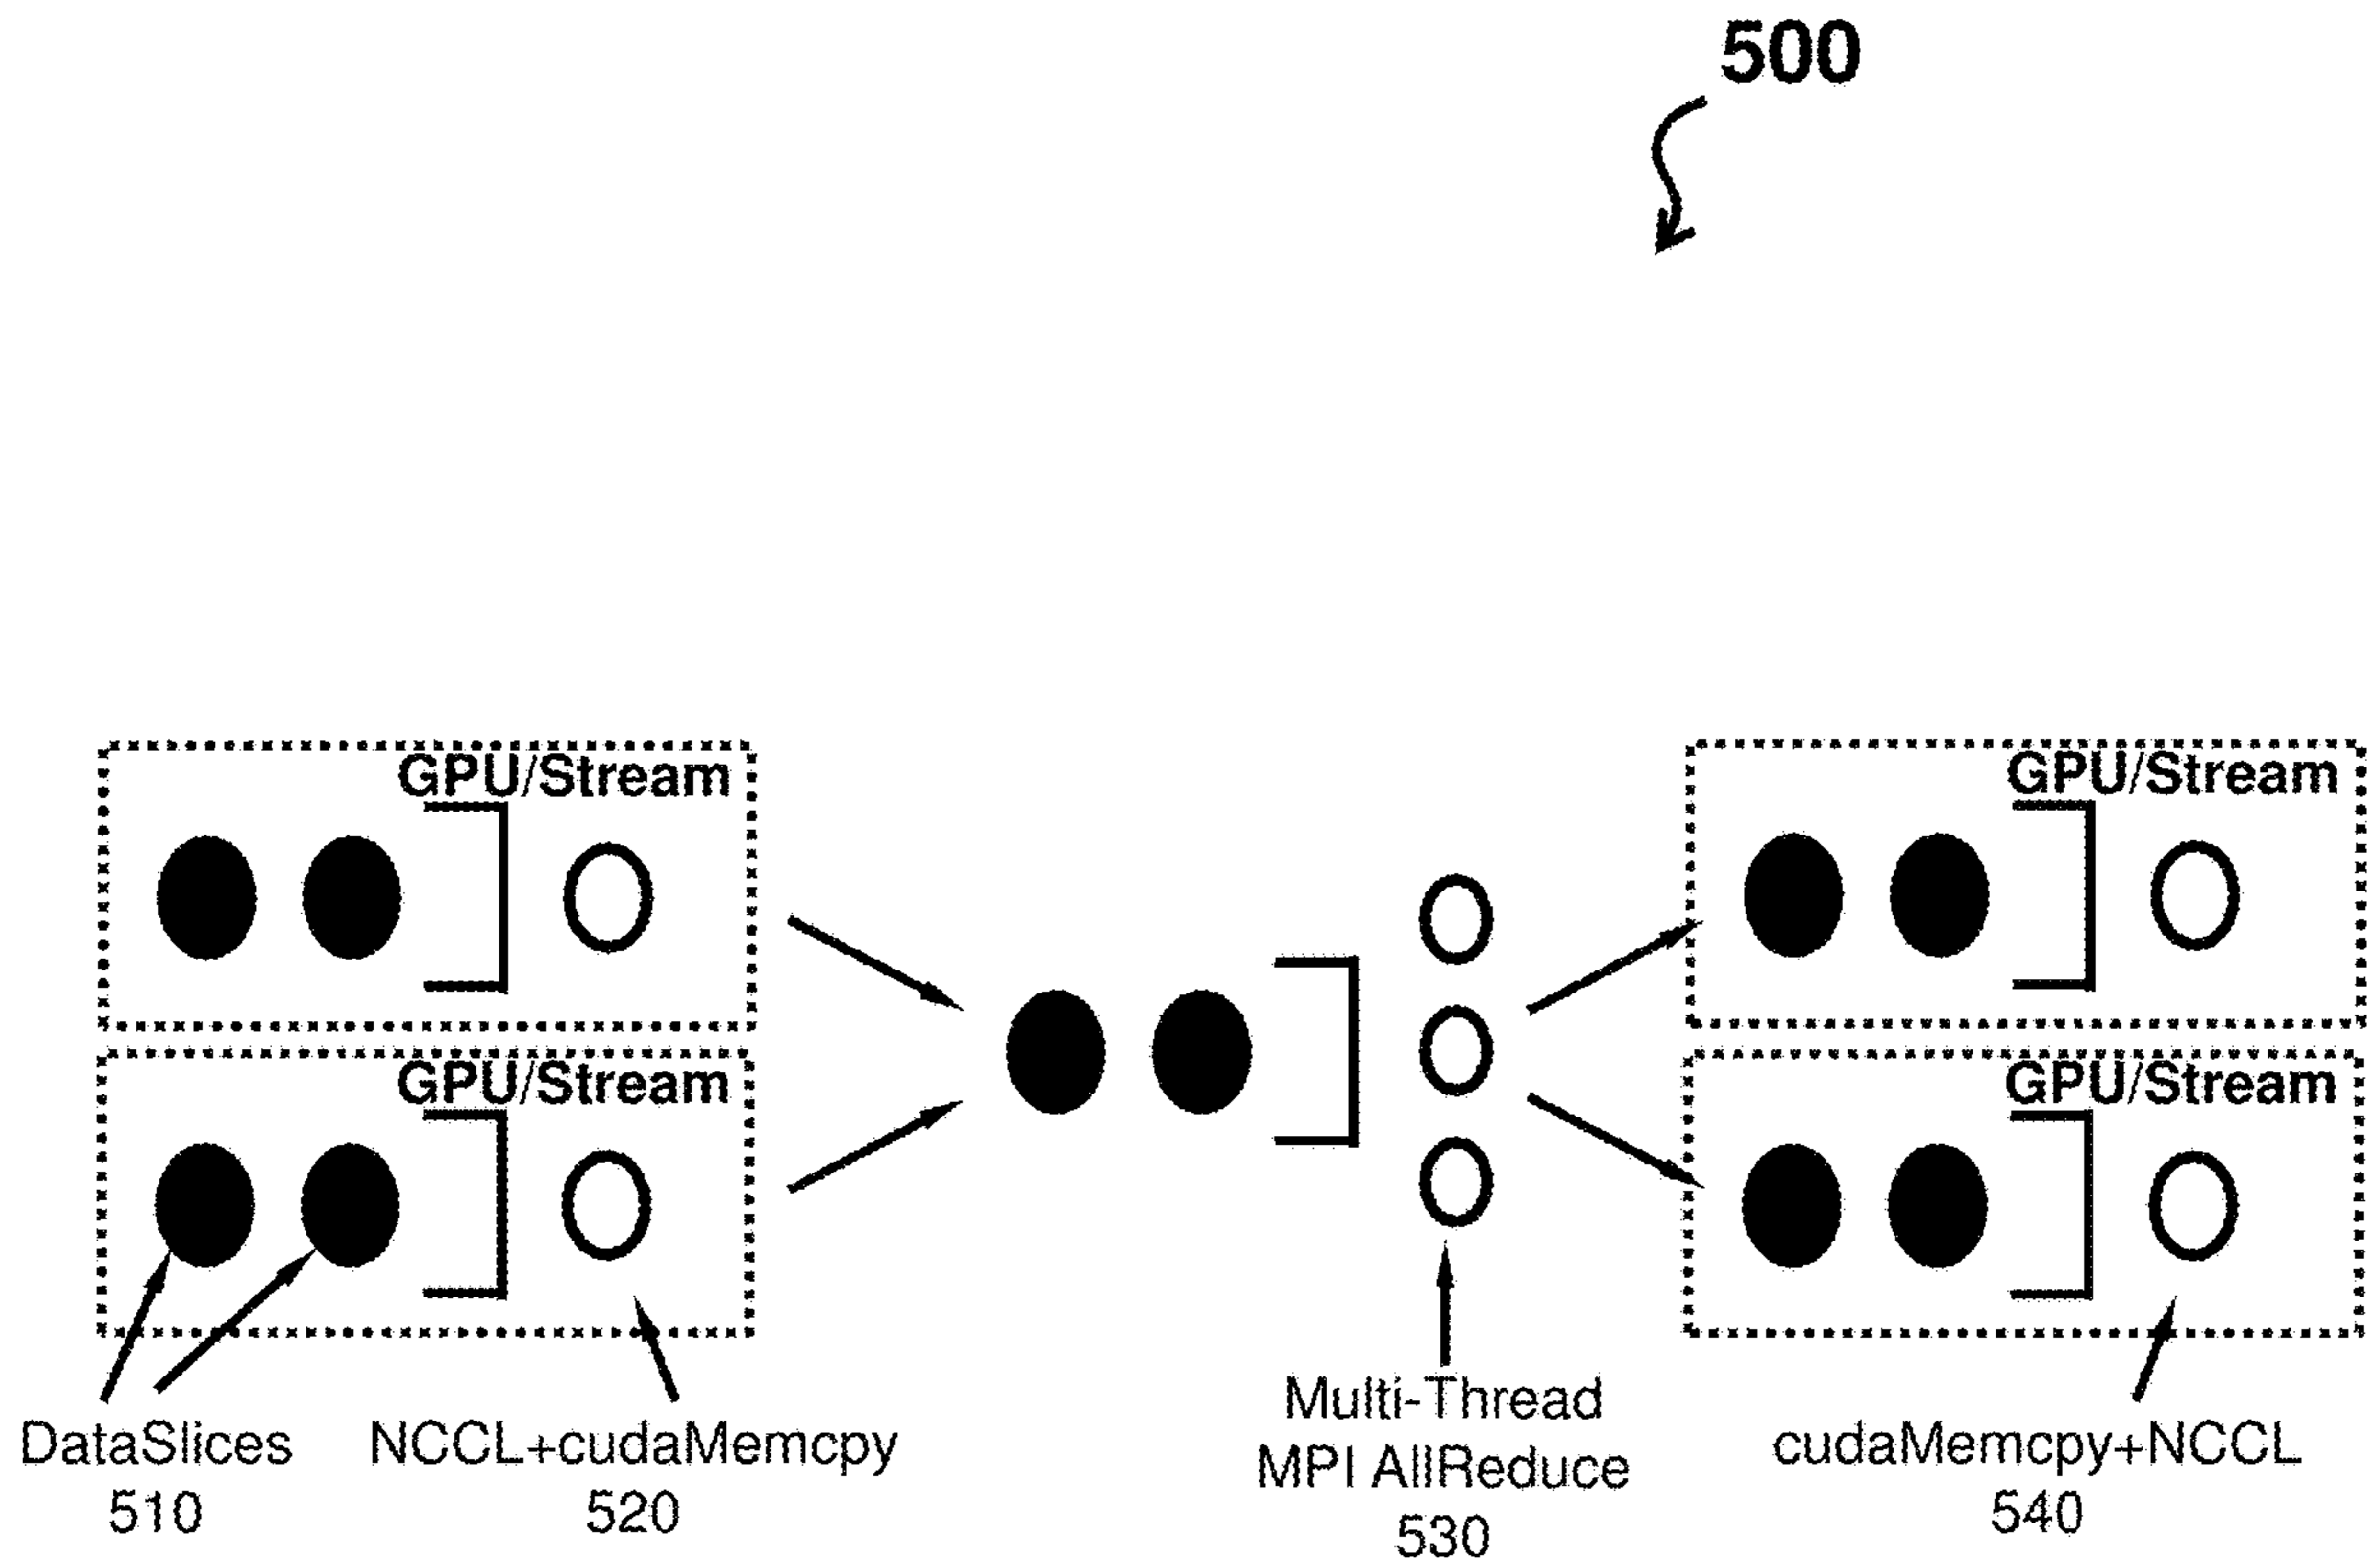 500
GPU/Stream
GPU/Stream
GPU/Stream
GPU/Stream
DataSlices
510
NCCL+cudaMemcpy
520
Multi-Thread
MPI AllReduce
530
cudaMemcpy+NCCL
540